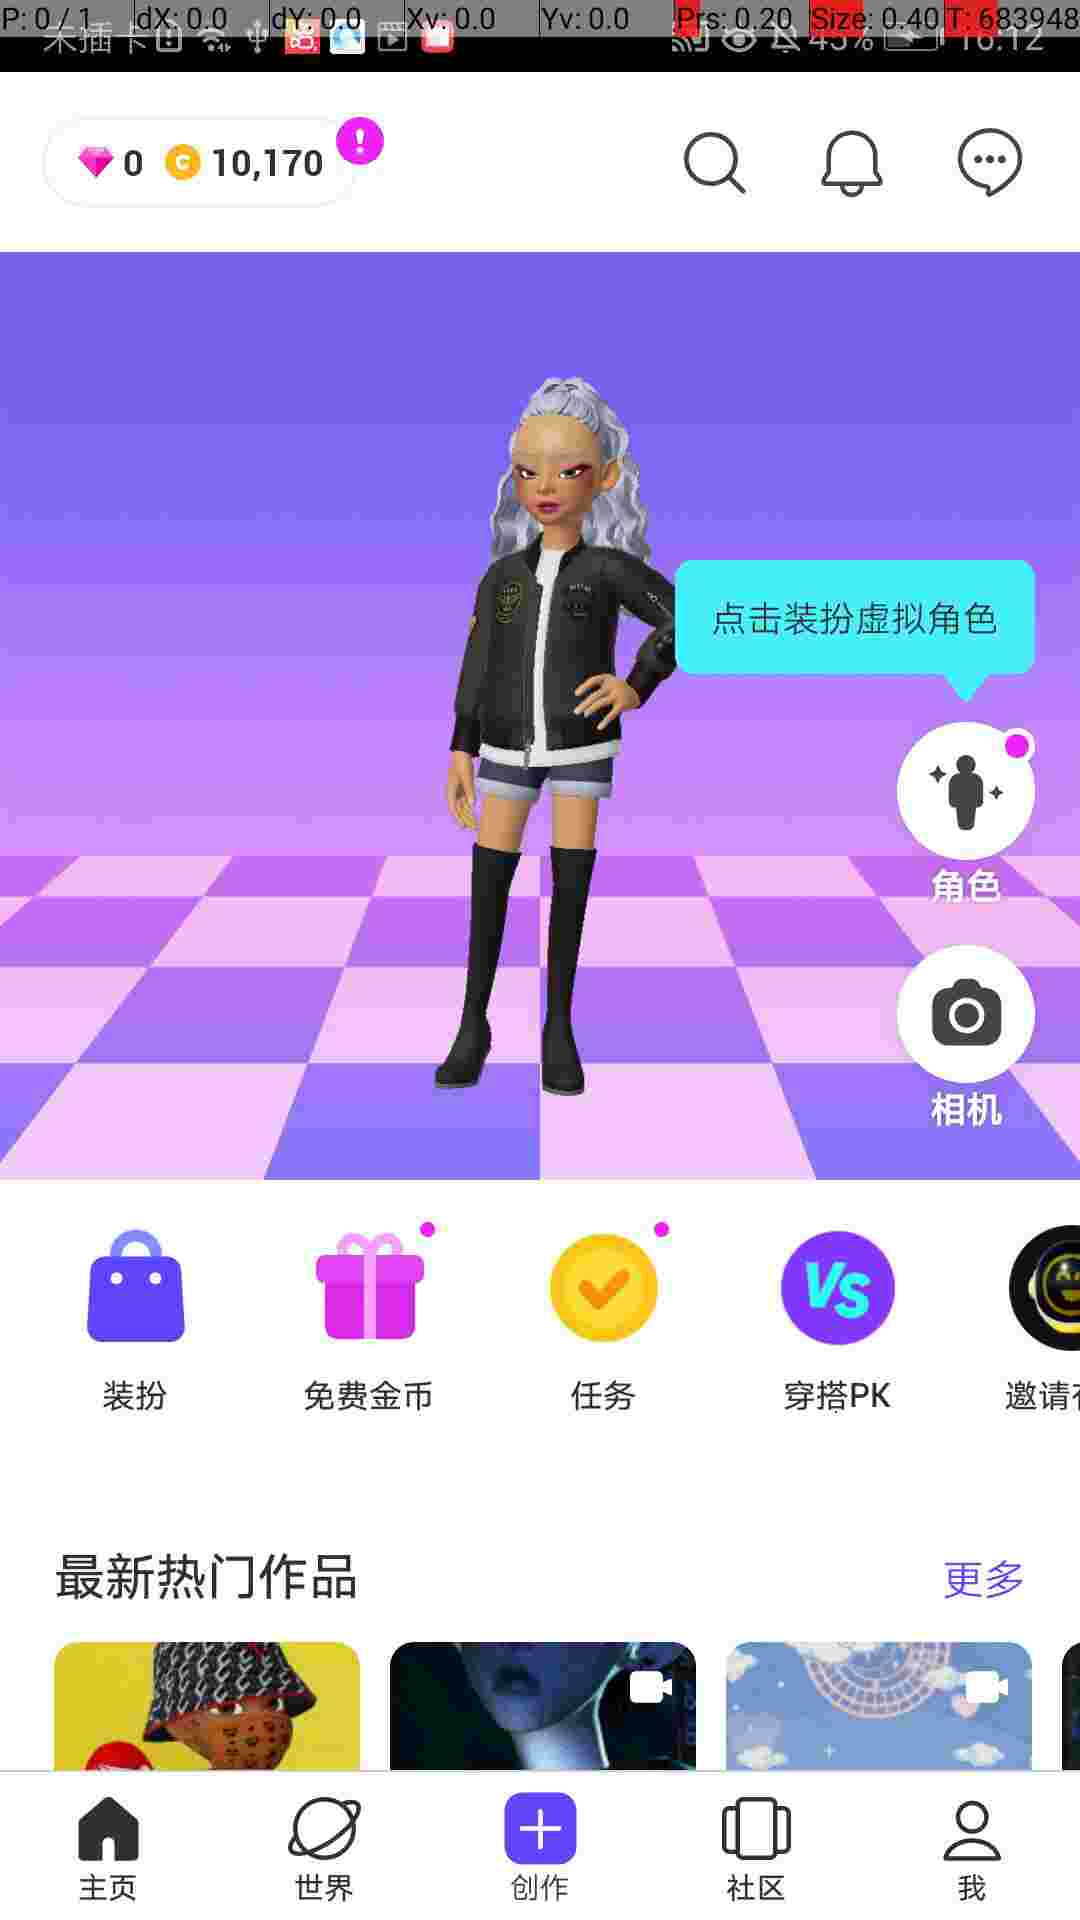 P: 0 / 1 dX: 0.0 dY: 0.0 Xv: 0.0 Yv: 0.0 Prs: 0.20 Size: 0.40 T: 683948
未插卡 45% 16:12
0 C 10,170 !
点击装扮虚拟角色
角色
相机
VS
装扮 免费金币 任务 穿搭PK 邀请
最新热门作品 更多
主页 世界 创作 社区 我